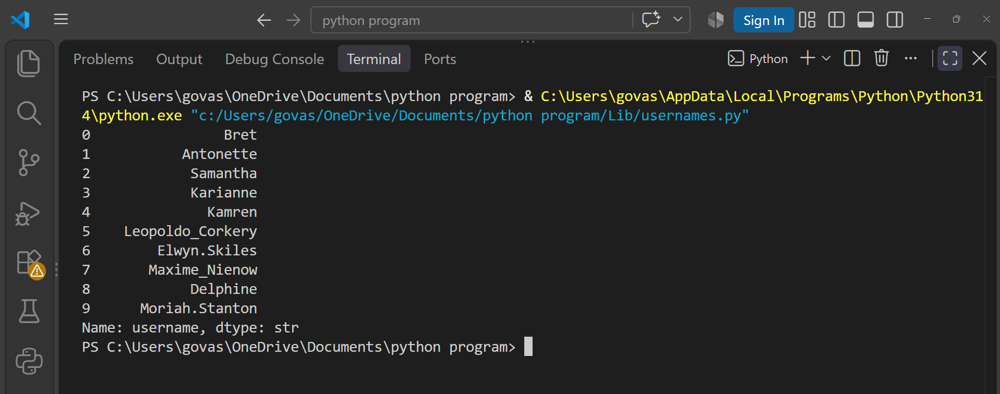 python program
Sign In
Problems Output Debug Console Terminal Ports Python
PS C:\Users\govas\OneDrive\Documents\python program> & C:\Users\govas\AppData\Local\Programs\Python\Python31
4\python.exe "c:/Users/govas/OneDrive/Documents/python program/Lib/usernames.py"
0                Bret
1           Antonette
2            Samantha
3            Karianne
4              Kamren
5    Leopoldo_Corkery
6        Elwyn.Skiles
7       Maxime_Nienow
8            Delphine
9      Moriah.Stanton
Name: username, dtype: str
PS C:\Users\govas\OneDrive\Documents\python program>